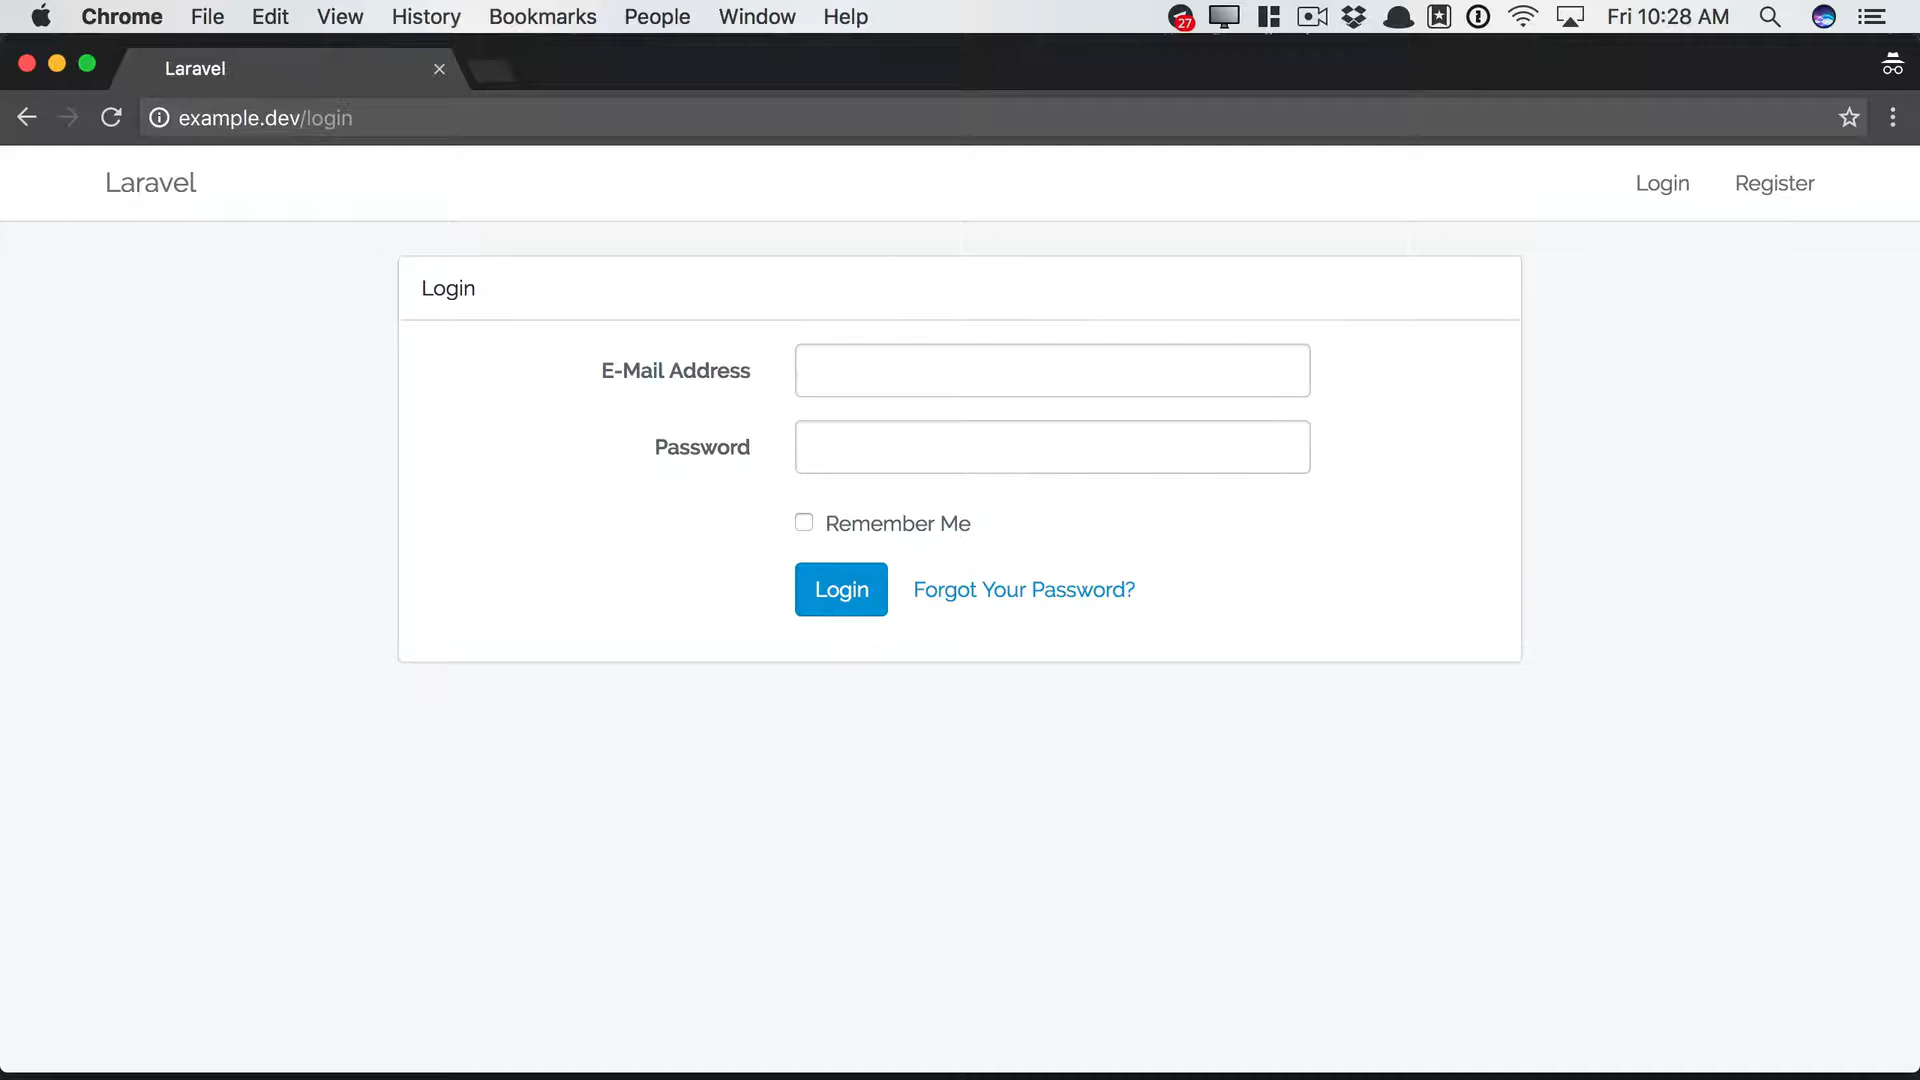 Chrome File Edit View History Bookmarks People Window Help 27 Fri 10:28 AM
Laravel
example.dev/login
Laravel Login Register
Login
E-Mail Address
Password
Remember Me
Login Forgot Your Password?